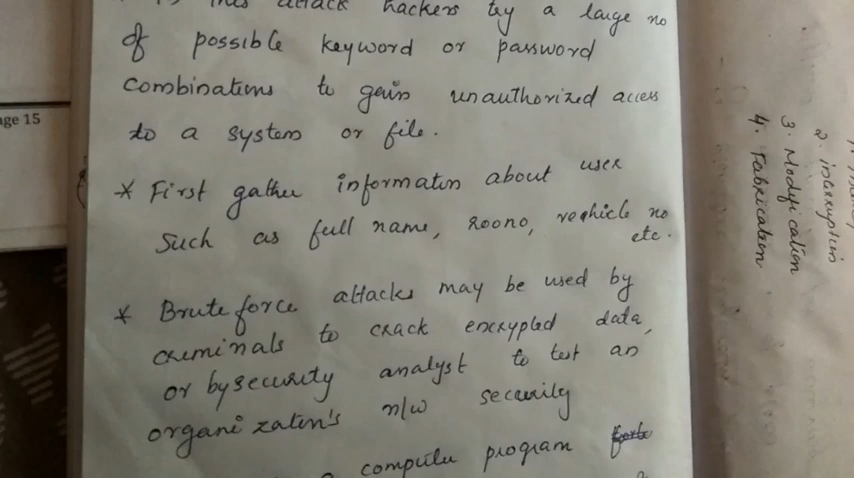 this attack hackers try a large no
of possible keyword or password
combinations to gain unauthorized access
to a system or file.
* First gather information about user
such as full name, roono, vechicle no
etc.
* Brute force attacks may be used by
criminals to crack encrypted data,
or by security analyst to test an
organization's n/w security
computer program
age 15
2. interruption
3. Modification
4. Fabrication